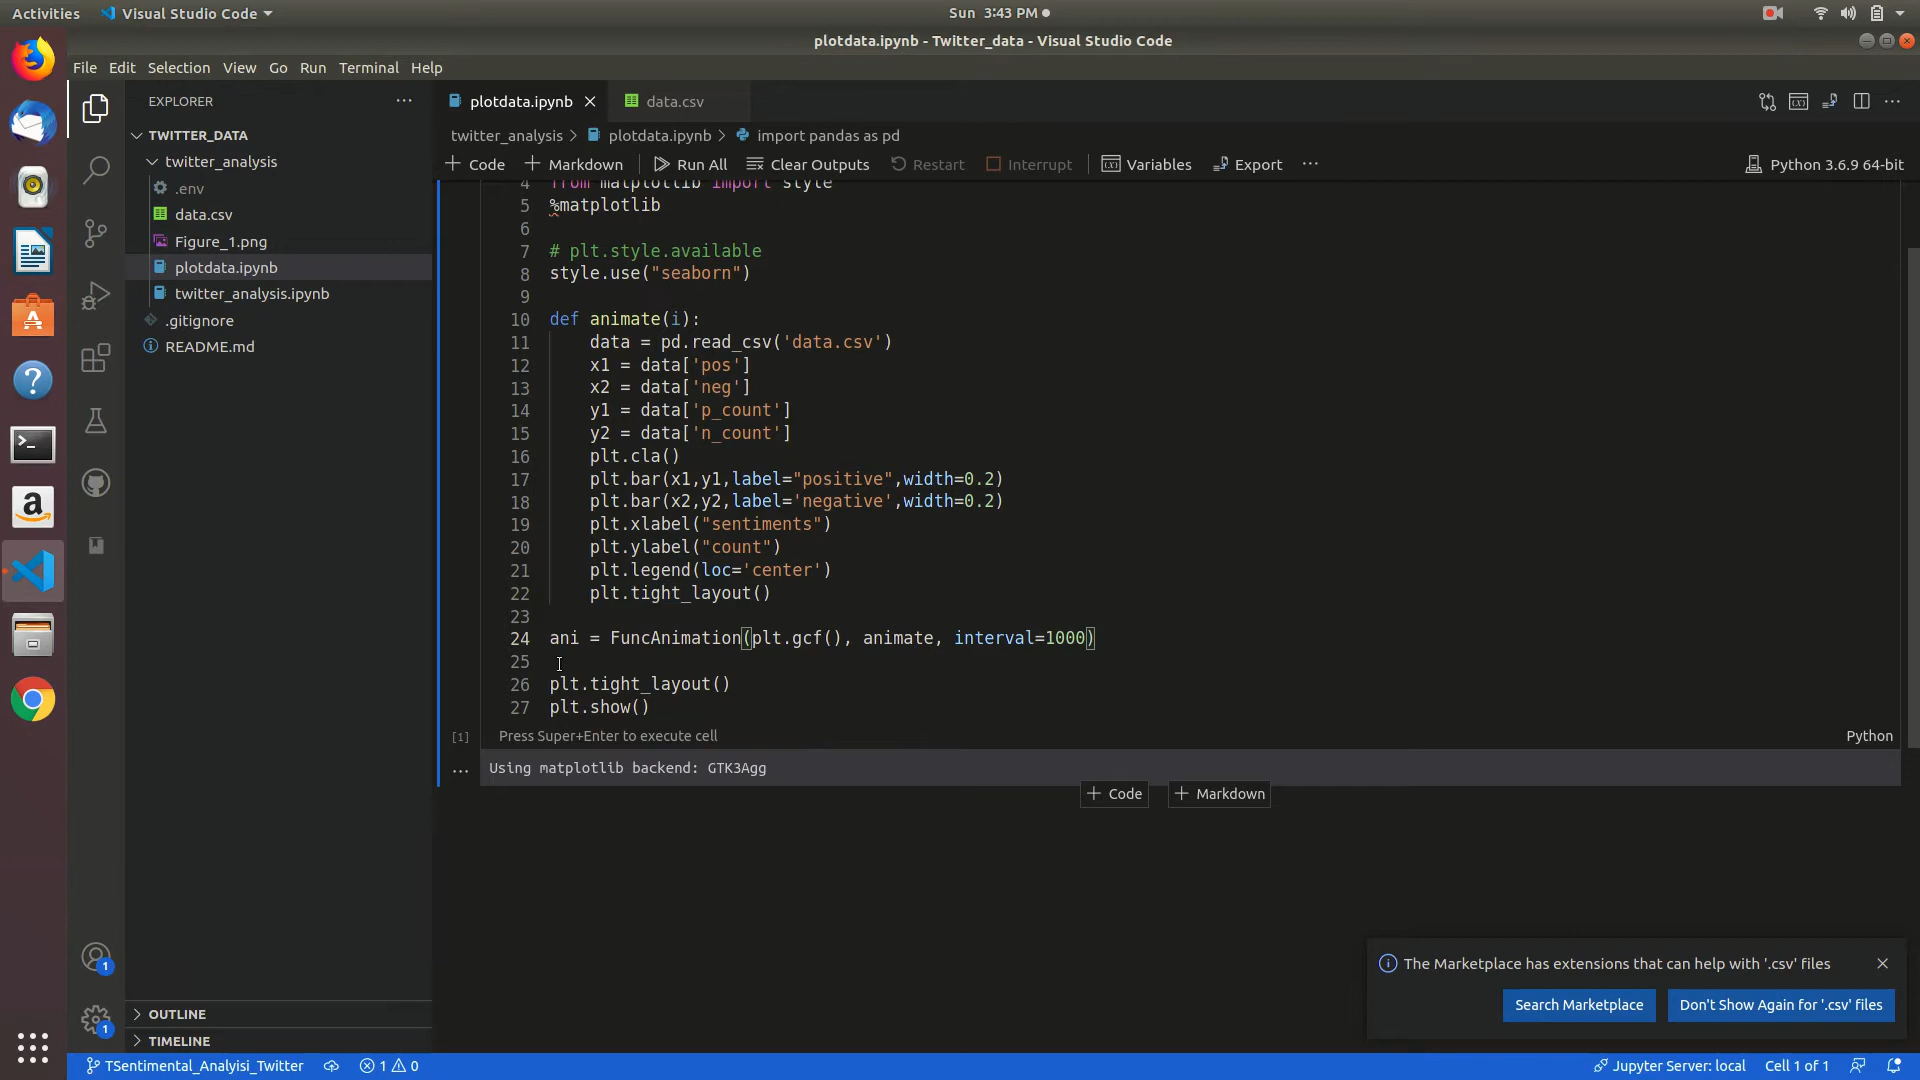 Activities Visual Studio Code Sun 3:43 PM
plotdata.ipynb - Twitter_data - Visual Studio Code
File Edit Selection View Go Run Terminal Help
EXPLORER
plotdata.ipynb
data.csv
TWITTER_DATA
twitter_analysis
.env
data.csv
Figure_1.png
plotdata.ipynb
twitter_analysis.ipynb
.gitignore
README.md
OUTLINE
TIMELINE
twitter_analysis > plotdata.ipynb > import pandas as pd
+ Code + Markdown Run All Clear Outputs Restart Interrupt Variables Export ... Python 3.6.9 64-bit
4 from matplotlib import style
5 %matplotlib
6
7 # plt.style.available
8 style.use("seaborn")
9
10 def animate(i):
11 data = pd.read_csv('data.csv')
12 x1 = data['pos']
13 x2 = data['neg']
14 y1 = data['p_count']
15 y2 = data['n_count']
16 plt.cla()
17 plt.bar(x1,y1,label="positive",width=0.2)
18 plt.bar(x2,y2,label='negative',width=0.2)
19 plt.xlabel("sentiments")
20 plt.ylabel("count")
21 plt.legend(loc='center')
22 plt.tight_layout()
23
24 ani = FuncAnimation(plt.gcf(), animate, interval=1000)
25
26 plt.tight_layout()
27 plt.show()
[1] Press Super+Enter to execute cell Python
... Using matplotlib backend: GTK3Agg
+ Code + Markdown
The Marketplace has extensions that can help with '.csv' files
Search Marketplace Don't Show Again for '.csv' files
1
1
TSentimental_Analyisi_Twitter 1 0 Jupyter Server: local Cell 1 of 1